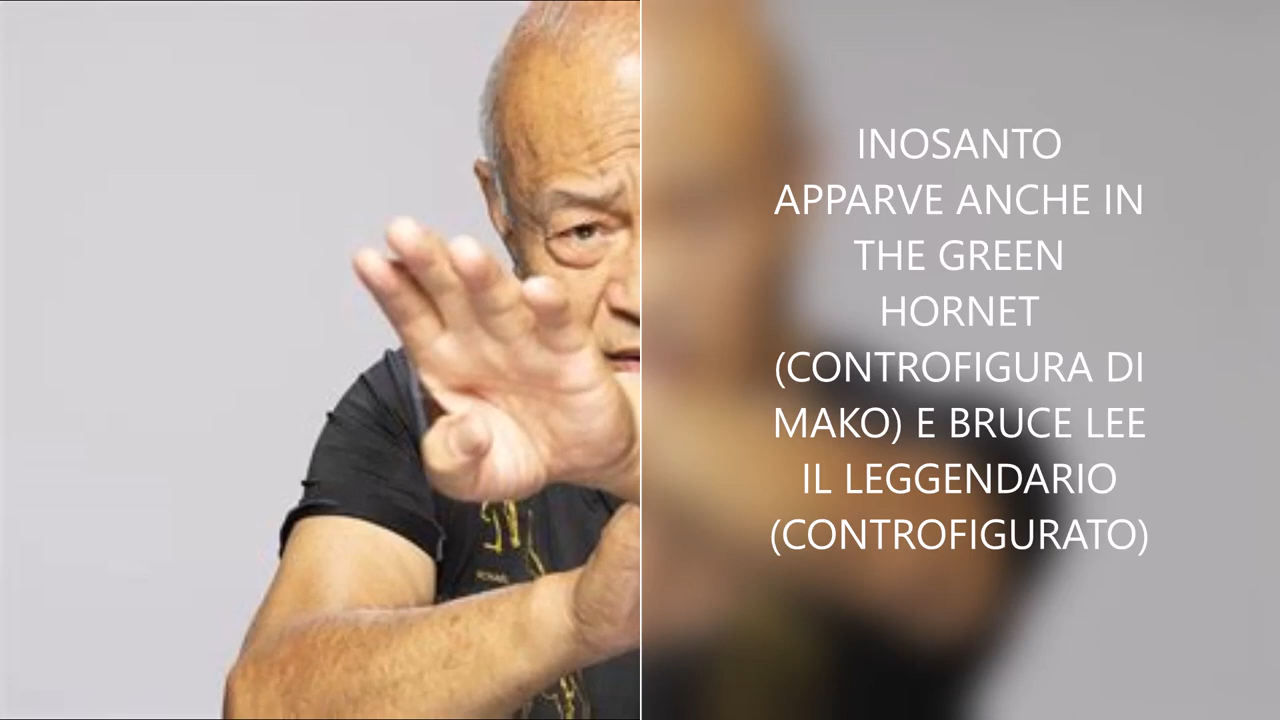 INOSANTO
APPARVE ANCHE IN
THE GREEN
HORNET
(CONTROFIGURA DI
MAKO) E BRUCE LEE
IL LEGGENDARIO
(CONTROFIGURATO)